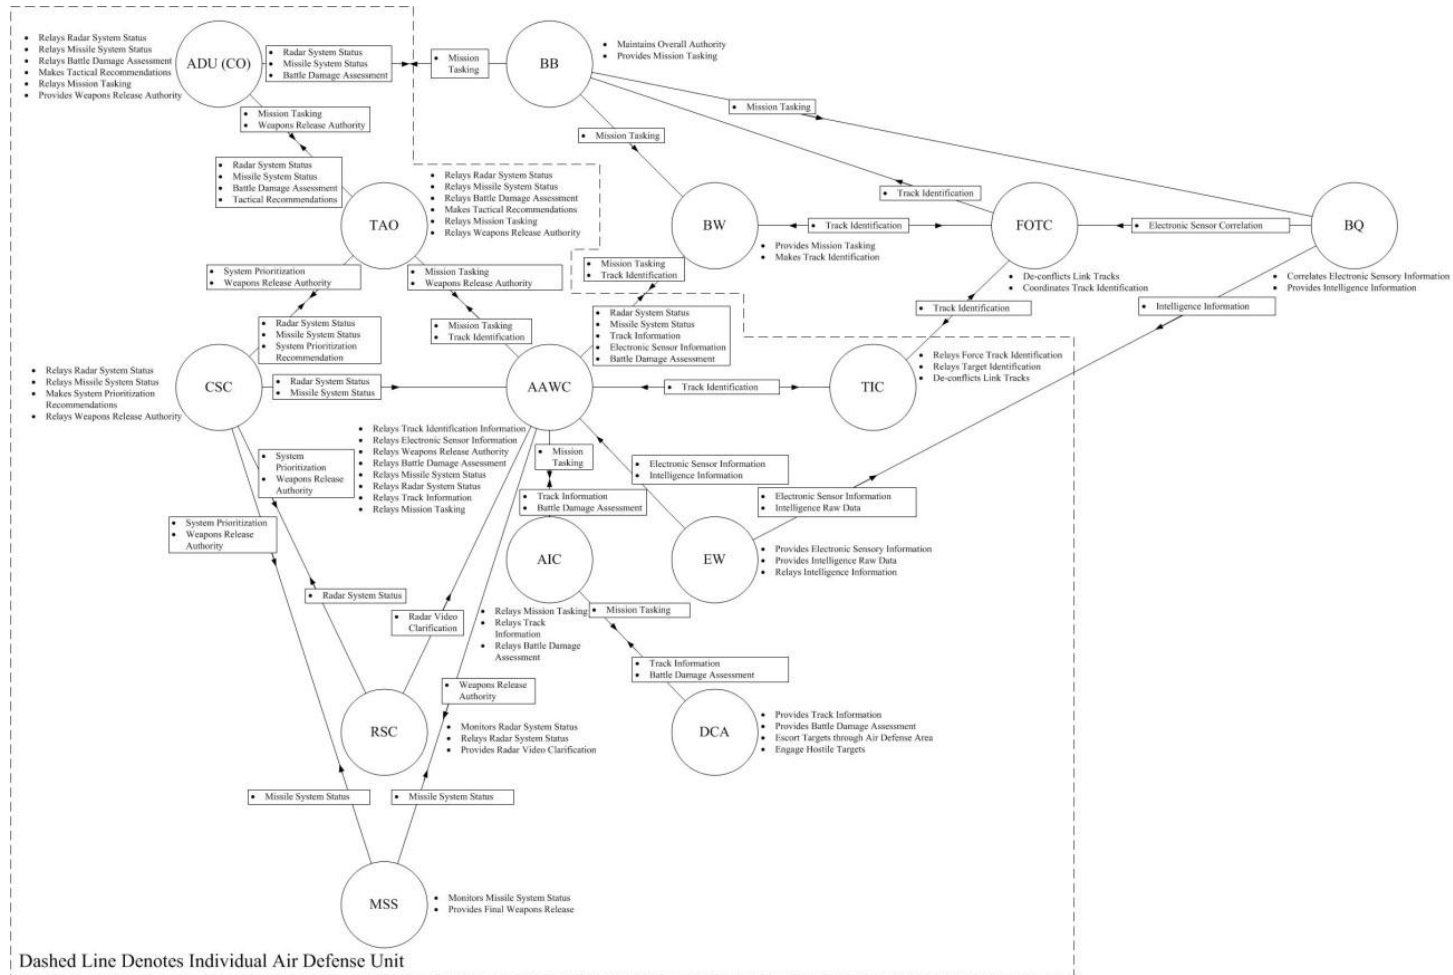 • Relays Radar System Status
• Relays Missile System Status
• Relays Battle Damage Assessment
• Makes Tactical Recommendations
• Relays Mission Tasking
• Provides Weapons Release Authority
ADU (CO)
• Radar System Status
• Missile System Status
• Battle Damage Assessment
• Mission
Tasking
BB
• Maintains Overall Authority
• Provides Mission Tasking
• Mission Tasking
• Mission Tasking
• Weapons Release Authority
• Mission Tasking
• Radar System Status
• Missile System Status
• Battle Damage Assessment
• Tactical Recommendations
TAO
• Relays Radar System Status
• Relays Missile System Status
• Relays Battle Damage Assessment
• Makes Tactical Recommendations
• Relays Mission Tasking
• Relays Weapons Release Authority
• Track Identification
BW
• Track Identification
FOTC
• Electronic Sensor Correlation
BQ
• Provides Mission Tasking
• Makes Track Identification
• System Prioritization
• Weapons Release Authority
• Mission Tasking
• Weapons Release Authority
• Mission Tasking
• Track Identification
• De-conflicts Link Tracks
• Coordinates Track Identification
• Correlates Electronic Sensory Information
• Provides Intelligence Information
• Track Identification
• Intelligence Information
• Radar System Status
• Missile System Status
• System Prioritization
Recommendation
• Mission Tasking
• Track Identification
• Radar System Status
• Missile System Status
• Track Information
• Electronic Sensor Information
• Battle Damage Assessment
• Relays Radar System Status
• Relays Missile System Status
• Makes System Prioritization
Recommendations
• Relays Weapons Release Authority
CSC
• Radar System Status
• Missile System Status
AAWC
• Track Identification
TIC
• Relays Force Track Identification
• Relays Target Identification
• De-conflicts Link Tracks
• Relays Track Identification Information
• Relays Electronic Sensor Information
• Relays Weapons Release Authority
• Relays Battle Damage Assessment
• Relays Missile System Status
• Relays Radar System Status
• Relays Track Information
• Relays Mission Tasking
• System
Prioritization
• Weapons Release
Authority
• Mission
Tasking
• Electronic Sensor Information
• Intelligence Information
• Track Information
• Battle Damage Assessment
• Electronic Sensor Information
• Intelligence Raw Data
• System Prioritization
• Weapons Release
Authority
AIC
EW
• Provides Electronic Sensory Information
• Provides Intelligence Raw Data
• Relays Intelligence Information
• Radar System Status
• Radar Video
Clarification
• Relays Mission Tasking
• Relays Track
Information
• Relays Battle Damage
Assessment
• Mission Tasking
• Track Information
• Battle Damage Assessment
• Weapons Release
Authority
RSC
• Monitors Radar System Status
• Relays Radar System Status
• Provides Radar Video Clarification
DCA
• Provides Track Information
• Provides Battle Damage Assessment
• Escort Targets through Air Defense Area
• Engage Hostile Targets
• Missile System Status
• Missile System Status
MSS
• Monitors Missile System Status
• Provides Final Weapons Release
Dashed Line Denotes Individual Air Defense Unit